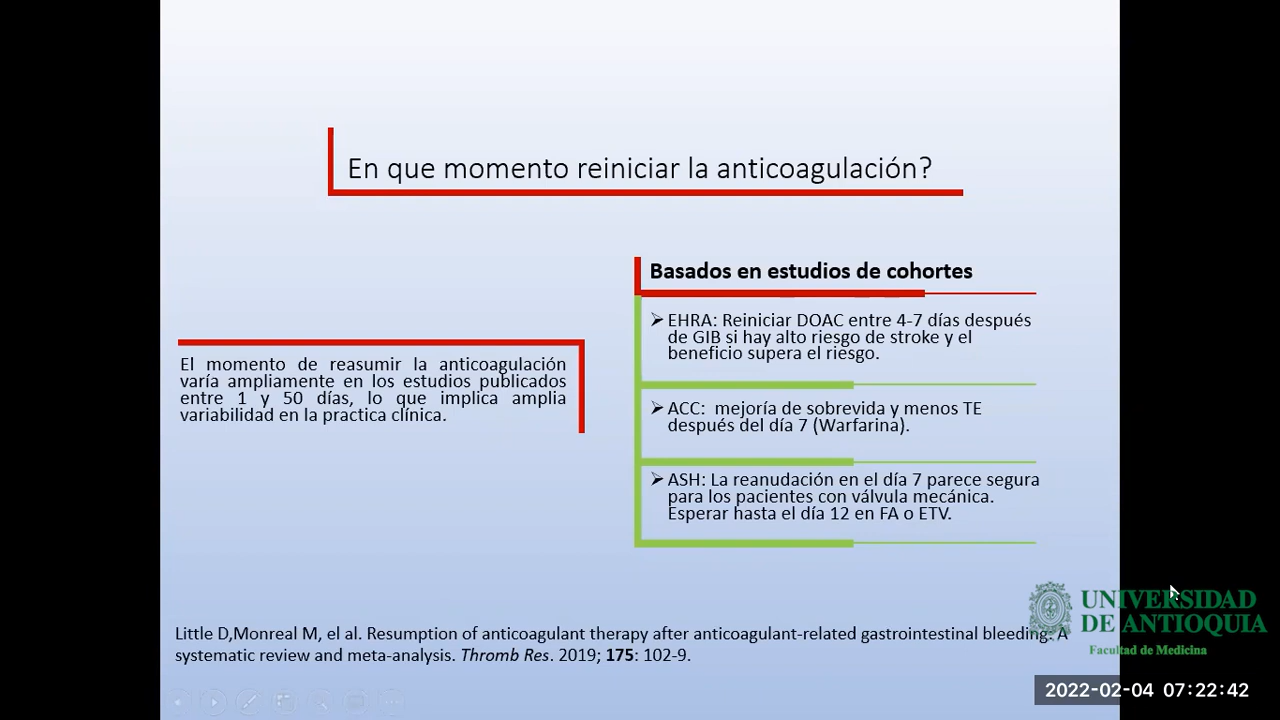 En que momento reiniciar la anticoagulación?
El momento de reasumir la anticoagulación
varía ampliamente en los estudios publicados
entre 1 y 50 días, lo que implica amplia
variabilidad en la practica clínica.
Basados en estudios de cohortes
➢ EHRA: Reiniciar DOAC entre 4-7 días después
de GIB si hay alto riesgo de stroke y el
beneficio supera el riesgo.
➢ ACC: mejoría de sobrevida y menos TE
después del día 7 (Warfarina).
➢ ASH: La reanudación en el día 7 parece segura
para los pacientes con válvula mecánica.
Esperar hasta el día 12 en FA o ETV.
Little D,Monreal M, el al. Resumption of anticoagulant therapy after anticoagulant-related gastrointestinal bleeding: A
systematic review and meta-analysis. Thromb Res. 2019; 175: 102-9.
UNIVERSIDAD
DE ANTIOQUIA
Facultad de Medicina
2022-02-04 07:22:42